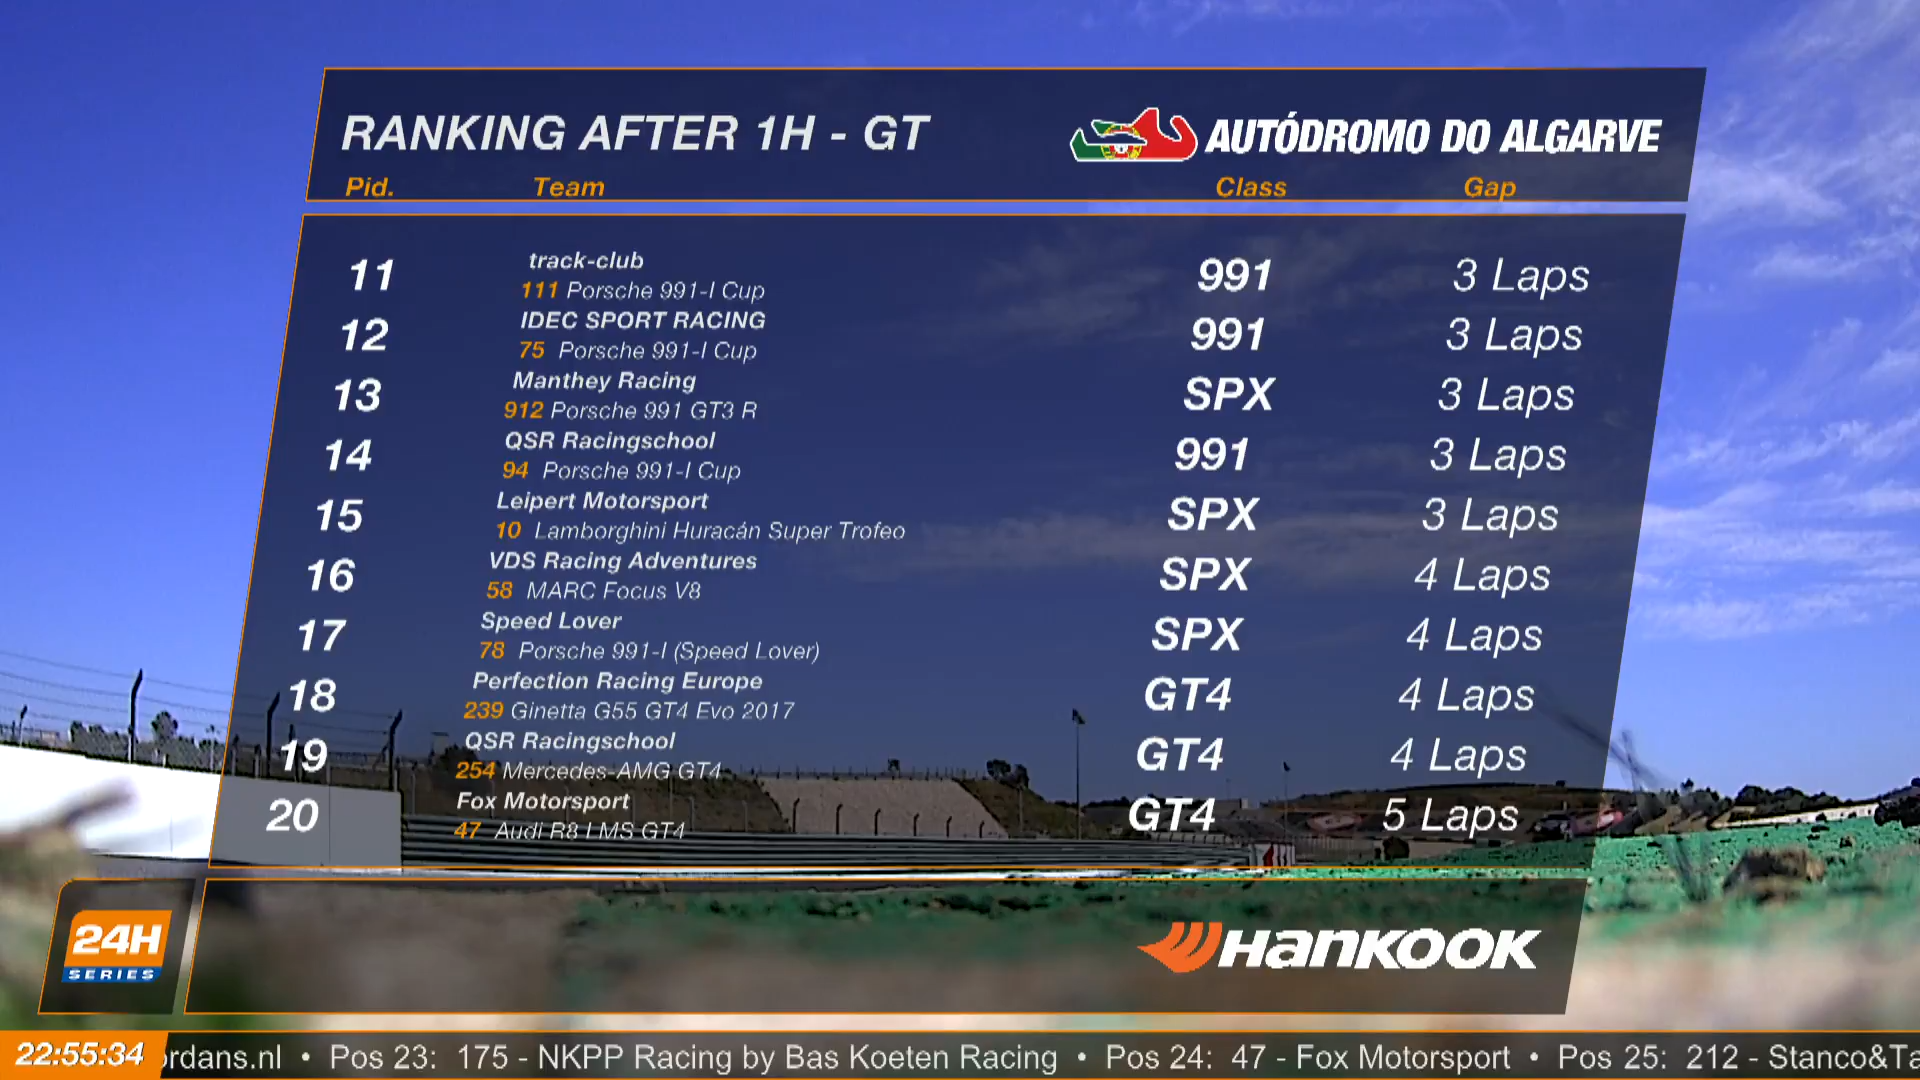 RANKING AFTER 1H - GT
AUTÓDROMO DO ALGARVE
Pid. Team Class Gap
11 track-club 991 3 Laps
111 Porsche 991-I Cup
12 IDEC SPORT RACING 991 3 Laps
75 Porsche 991-I Cup
13 Manthey Racing SPX 3 Laps
912 Porsche 991 GT3 R
14 QSR Racingschool 991 3 Laps
94 Porsche 991-I Cup
15 Leipert Motorsport SPX 3 Laps
10 Lamborghini Huracán Super Trofeo
16 VDS Racing Adventures SPX 4 Laps
58 MARC Focus V8
17 Speed Lover SPX 4 Laps
78 Porsche 991-I (Speed Lover)
18 Perfection Racing Europe GT4 4 Laps
239 Ginetta G55 GT4 Evo 2017
19 QSR Racingschool GT4 4 Laps
254 Mercedes-AMG GT4
20 Fox Motorsport GT4 5 Laps
47 Audi R8 LMS GT4
24H
SERIES
HANKOOK
22:55:34 ordans.nl • Pos 23: 175 - NKPP Racing by Bas Koeten Racing • Pos 24: 47 - Fox Motorsport • Pos 25: 212 - Stanco&Ta